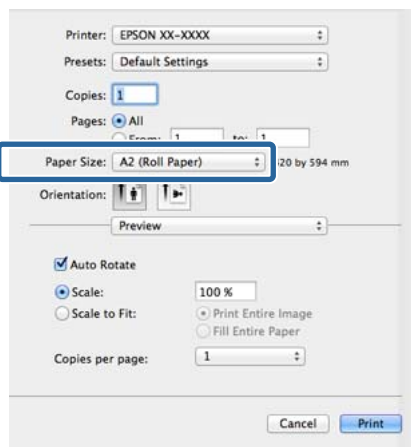 Printer: EPSON XX-XXXX
Presets: Default Settings
Copies: 1
Pages: All
From: 1 to: 1
Paper Size: A2 (Roll Paper) 20 by 594 mm
Orientation:
Preview
Auto Rotate
Scale: 100 %
Scale to Fit: Print Entire Image
Fill Entire Paper
Copies per page: 1
Cancel Print